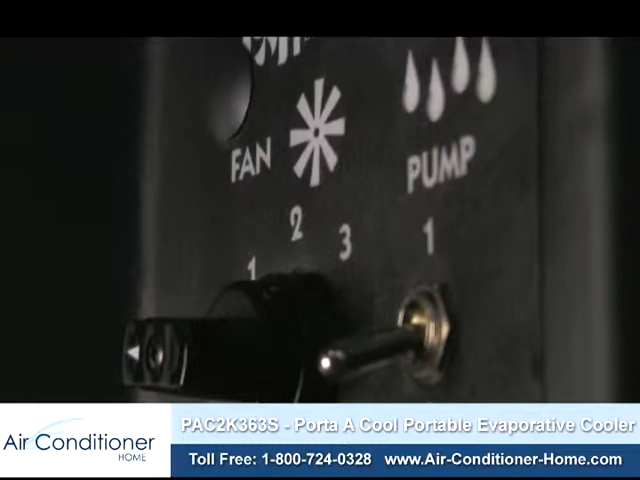 FAN
PUMP
2
3
1
1
PAC2K363S - Porta A Cool Portable Evaporative Cooler
Air Conditioner
HOME
Toll Free: 1-800-724-0328 www.Air-Conditioner-Home.com